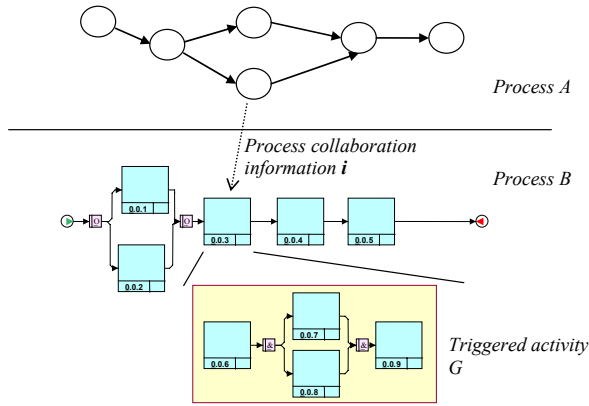 Process A
Process collaboration
information i
Process B
0.0.1
O
O
0.0.2
0.0.3
0.0.4
0.0.5
0.0.6
&
0.0.7
0.0.8
&
0.0.9
Triggered activity
G